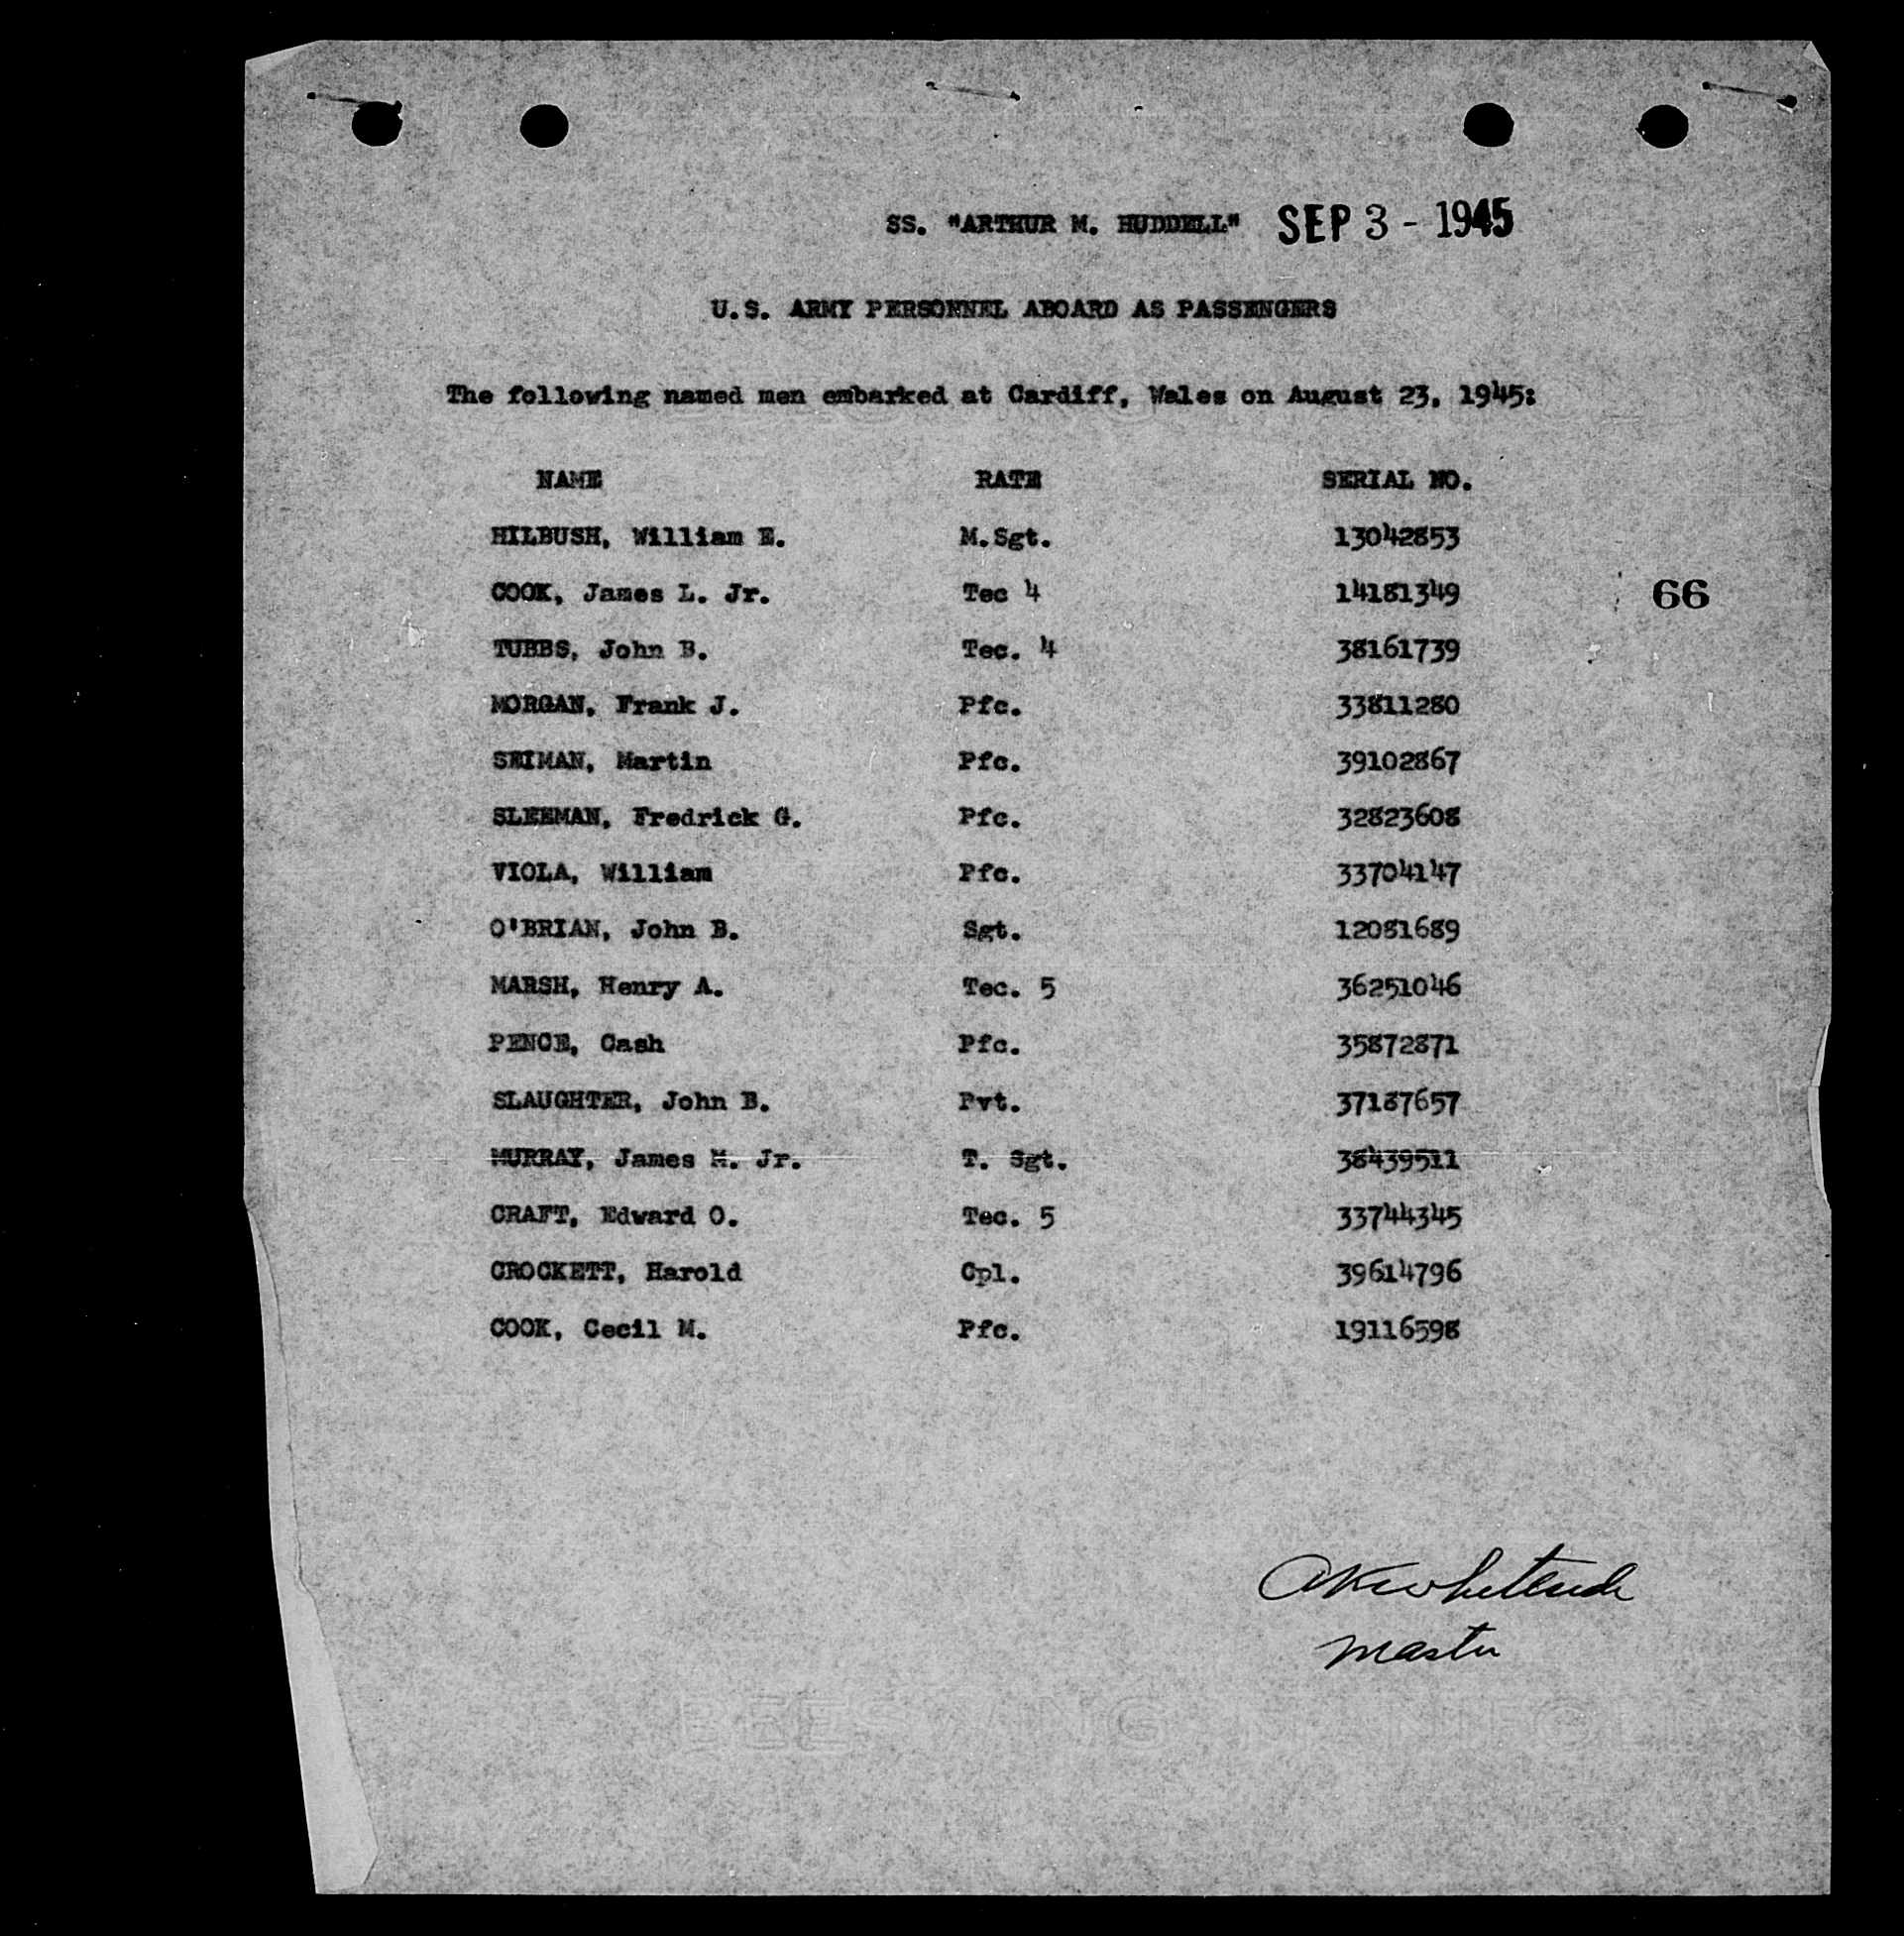 SS. "ARTHUR M. HUDDELL" SEP 3 - 1945
U.S. ARMY PERSONNEL ABOARD AS PASSENGERS
The following named men embarked at Cardiff, Wales on August 23, 1945:
NAME RATE SERIAL NO.
HILBUSH, William E. M.Sgt. 13042853
COOK, James L. Jr. Tec 4 14181349 66
TUBBS, John B. Tec. 4 38161739
MORGAN, Frank J. Pfc. 33811280
SEIMAN, Martin Pfc. 39102867
SLEEMAN, Fredrick G. Pfc. 32823608
VIOLA, William Pfc. 33704147
O'BRIAN, John B. Sgt. 12081689
MARSH, Henry A. Tec. 5 36251046
PENCE, Cash Pfc. 35872871
SLAUGHTER, John B. Pvt. 37187657
MURRAY, James M. Jr. T. Sgt. 38439511
CRAFT, Edward O. Tec. 5 33744345
CROCKETT, Harold Cpl. 39614796
COOK, Cecil M. Pfc. 19116598
Master
BEESWING MANIFOLD